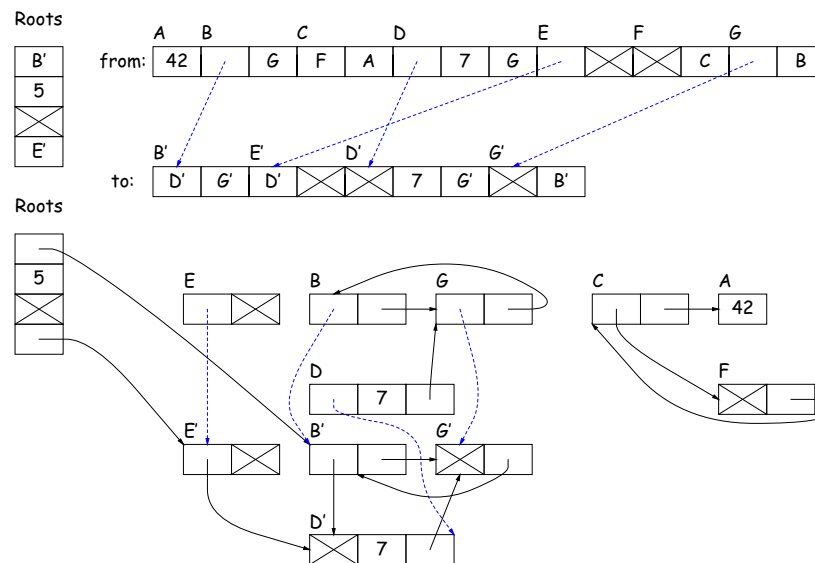 Roots
A B C D E F G
B′ from: 42 G F A 7 G C B
5
E′
B′ E′ D′ G′
to: D′ G′ D′ 7 G′ B′
Roots
5
E B G C A
42
D F
7
E′ B′ G′
D′
7